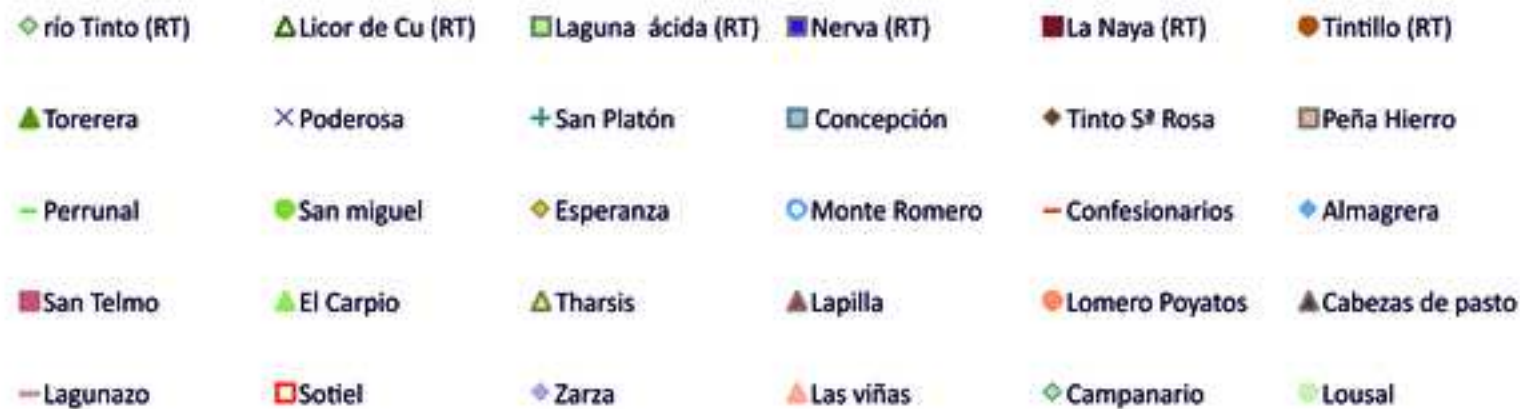 río Tinto (RT) Licor de Cu (RT) Laguna ácida (RT) Nerva (RT) La Naya (RT) Tintillo (RT)
Torerera Poderosa San Platón Concepción Tinto Sª Rosa Peña Hierro
Perrunal San miguel Esperanza Monte Romero Confesionarios Almagrera
San Telmo El Carpio Tharsis Lapilla Lomero Poyatos Cabezas de pasto
Lagunazo Sotiel Zarza Las viñas Campanario Lousal